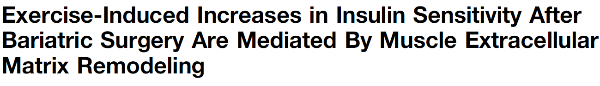 Exercise-Induced Increases in Insulin Sensitivity After
Bariatric Surgery Are Mediated By Muscle Extracellular
Matrix Remodeling